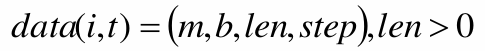 data(i,t) = (m,b,len,step),len > 0